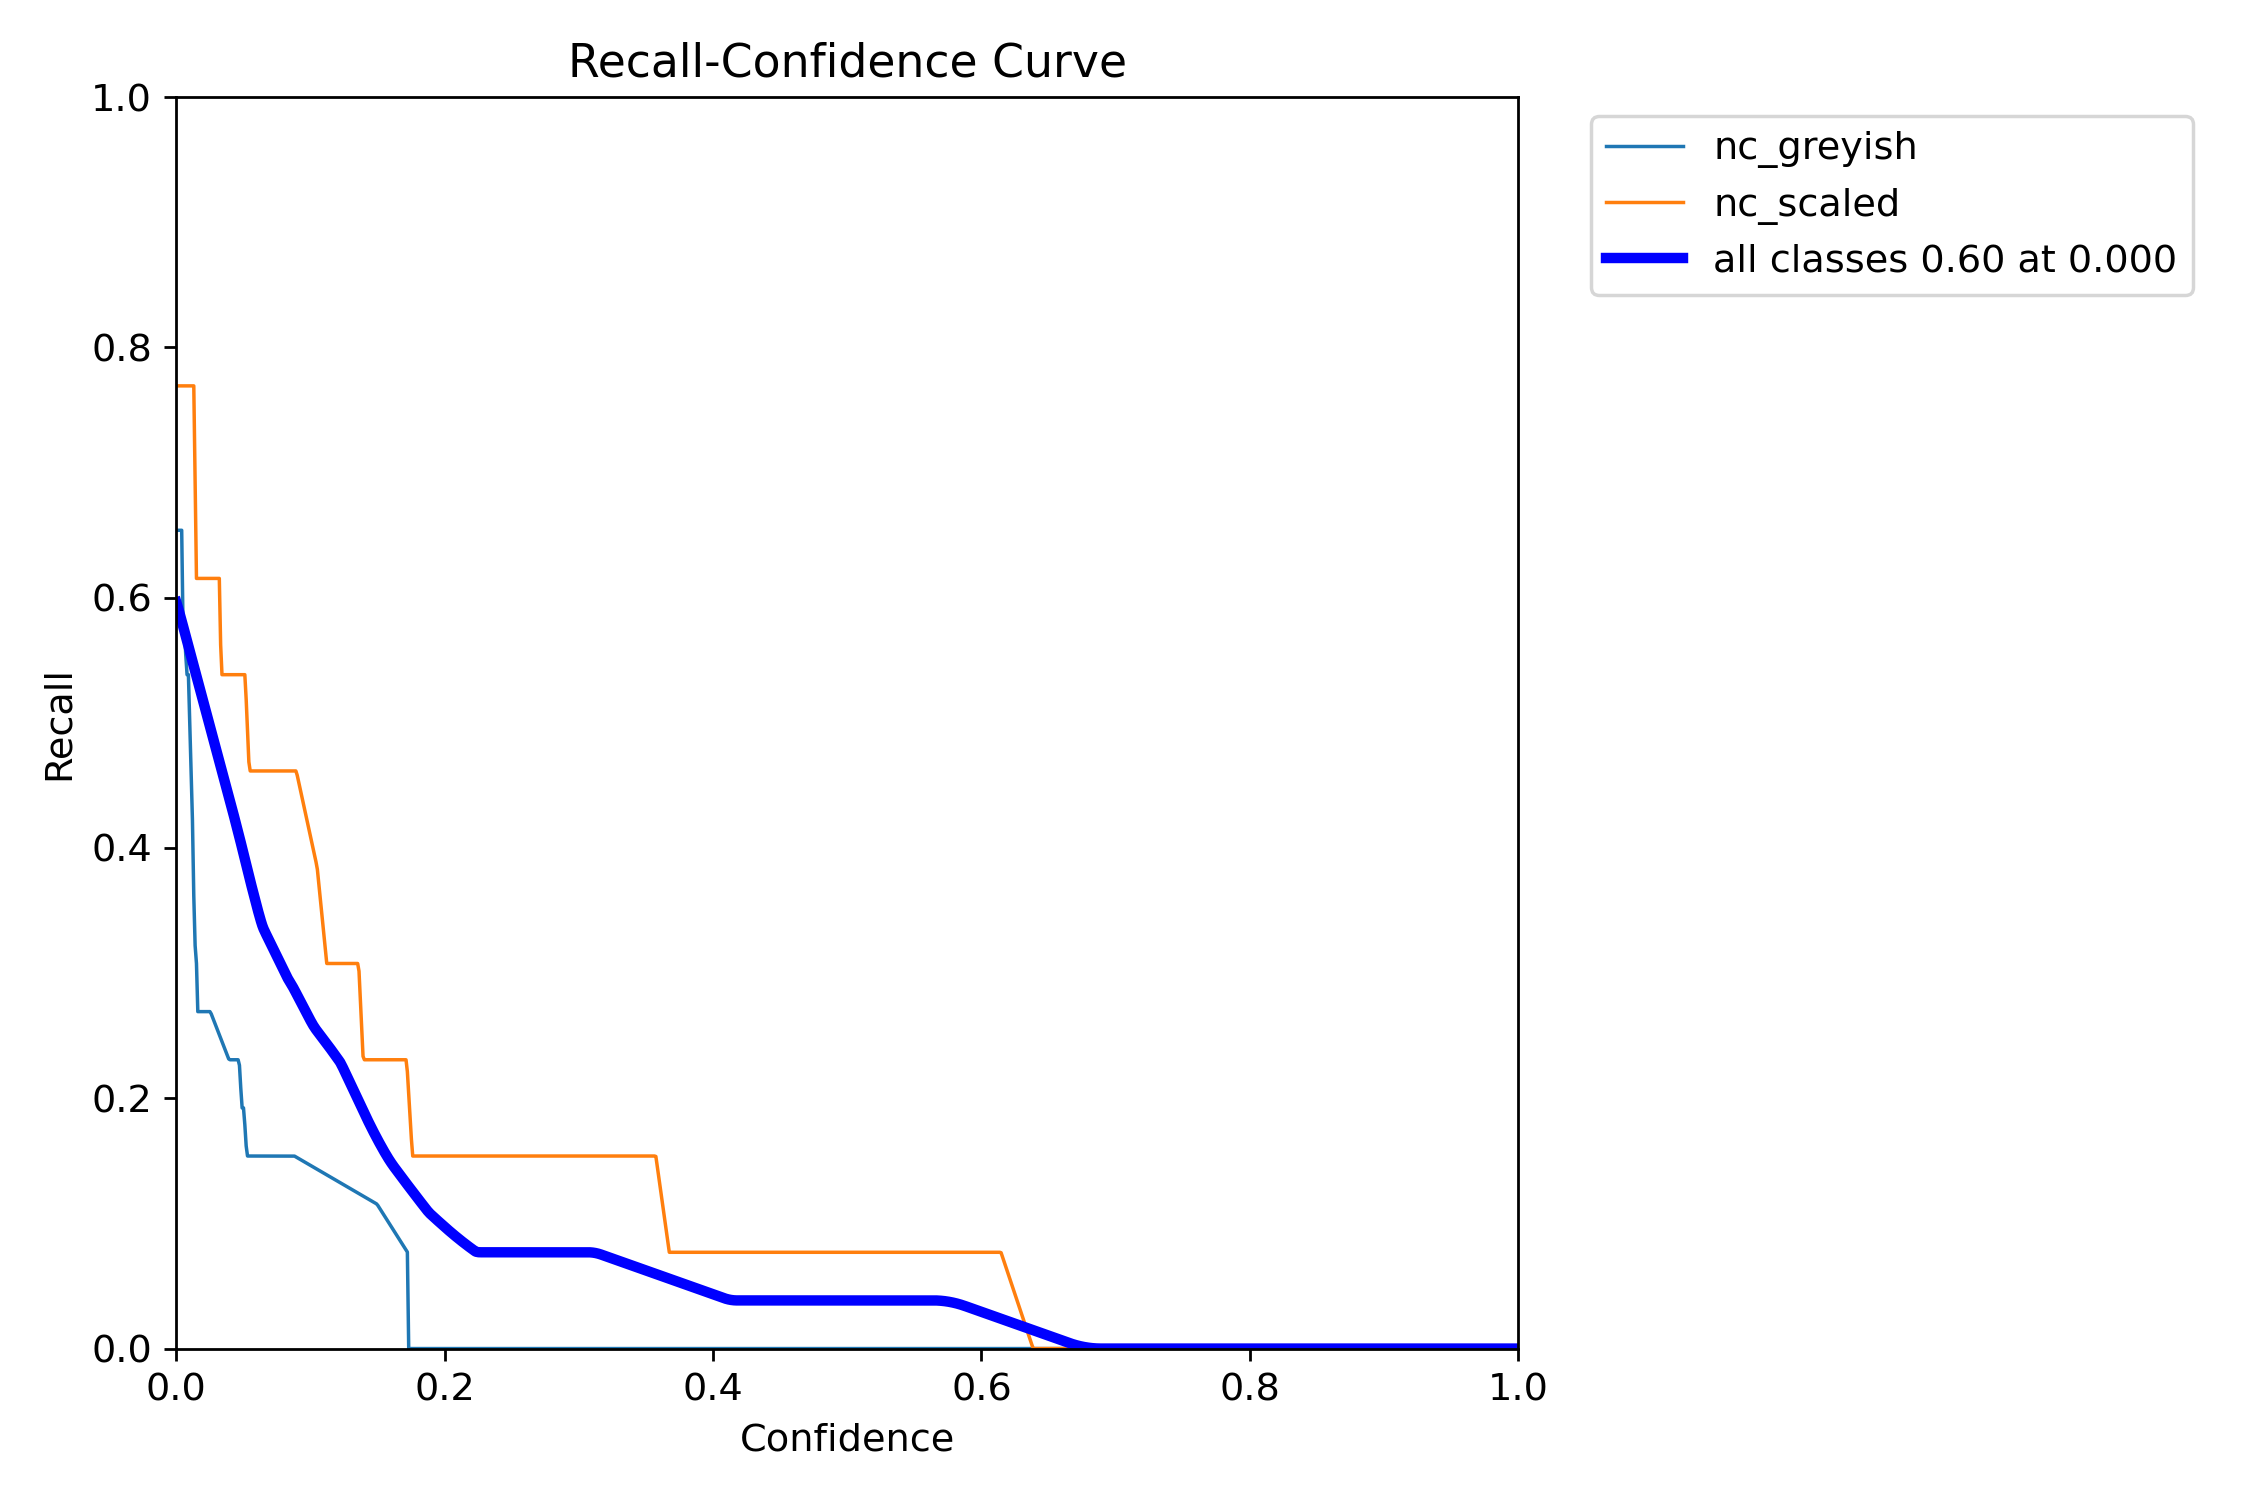 Recall-Confidence Curve
1.0
0.8
0.6
0.4
0.2
0.0
Recall
0.0 0.2 0.4 0.6 0.8 1.0
Confidence
nc_greyish
nc_scaled
all classes 0.60 at 0.000